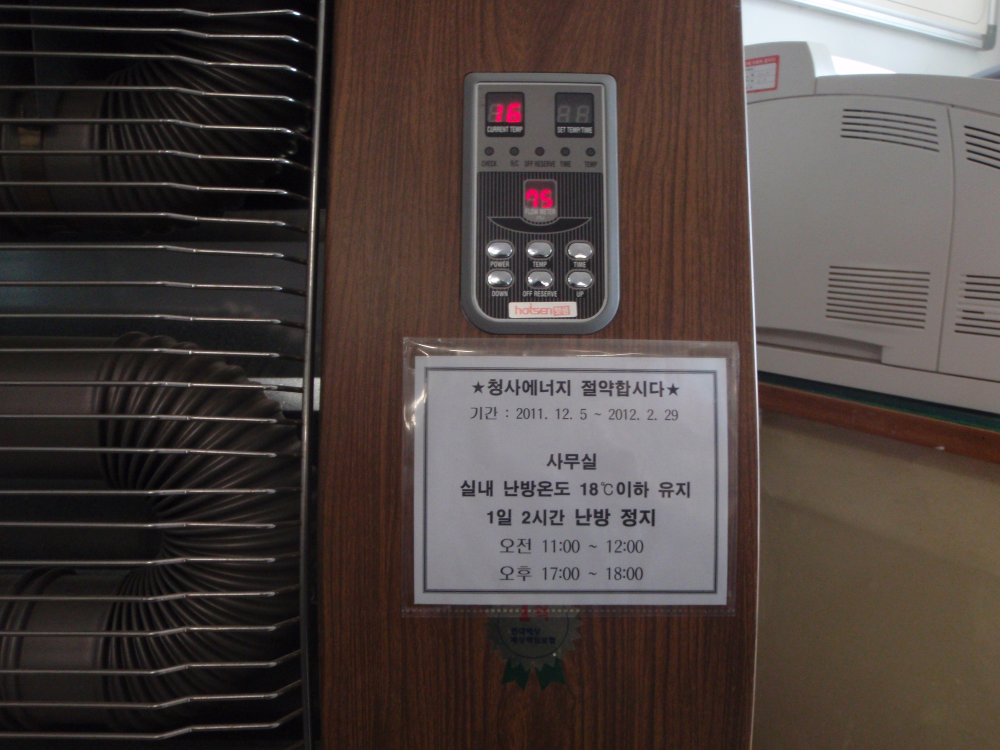 16
CURRENT TEMP
SET TEMP/TIME
CHECK R/C OFF RESERVE TIME TEMP
75
FLOW METER
POWER TEMP TIME
DOWN OFF RESERVE UP
hotsen
★청사에너지 절약합시다★
기간 : 2011. 12. 5 ~ 2012. 2. 29
사무실
실내 난방온도 18℃이하 유지
1일 2시간 난방 정지
오전 11:00 ~ 12:00
오후 17:00 ~ 18:00